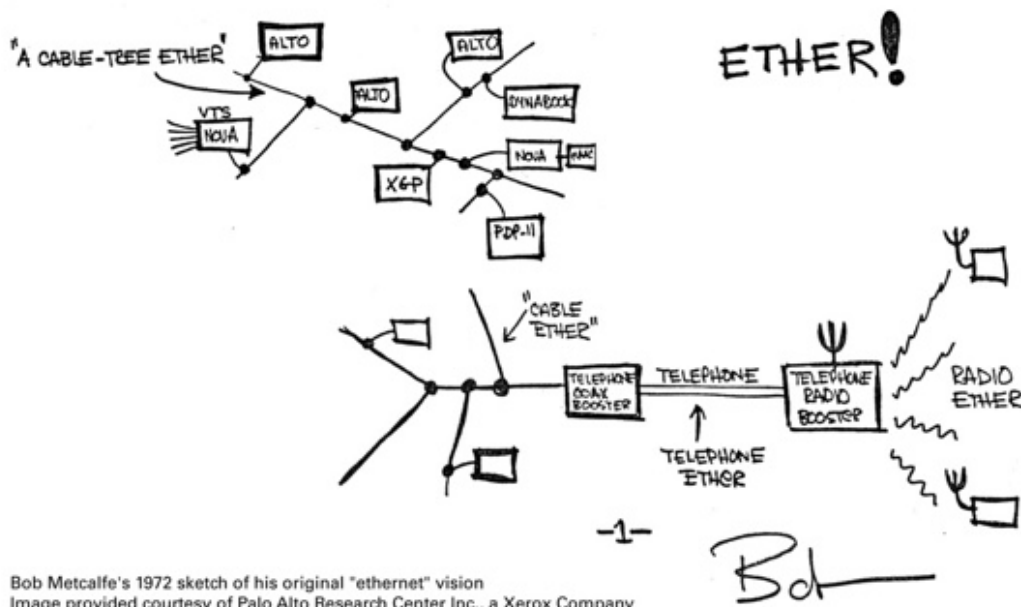 "A CABLE-TREE ETHER"
ALTO
ALTO
ETHER!
ALTO
DYNABOOK
VTS
NOVA
NOVA
XGP
PDP-11
"CABLE
ETHER"
TELEPHONE
COAX
BOOSTER
TELEPHONE
TELEPHONE
RADIO
BOOSTER
RADIO
ETHER
TELEPHONE
ETHER
-1-
Bob
Bob Metcalfe's 1972 sketch of his original "ethernet" vision
Image provided courtesy of Palo Alto Research Center Inc., a Xerox Company